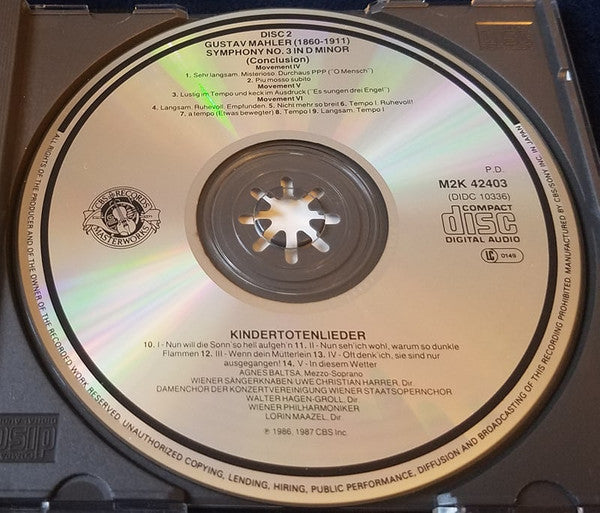 DISC 2
GUSTAV MAHLER (1860-1911)
SYMPHONY NO. 3 IN D MINOR
(Conclusion)
Movement IV
1. Sehr langsam. Misterioso. Durchaus PPP ("O Mensch")
2. Piu mosso subito
Movement V
3. Lustig im Tempo und keck im Ausdruck ("Es sungen drei Engel")
Movement VI
4. Langsam. Ruhevoll. Empfunden. 5. Nicht mehr so breit 6. Tempo I. Ruhevoll!
7. a tempo (Etwas bewegter) 8. Tempo I 9. Langsam. Tempo I
CBS RECORDS
MASTERWORKS
P.D.
M2K 42403
(DIDC 10336)
COMPACT
disc
DIGITAL AUDIO
LC 0149
KINDERTOTENLIEDER
10. I - Nun will die Sonn' so hell aufgeh'n 11. II - Nun seh' ich wohl, warum so dunkle
Flammen 12. III - Wenn dein Mütterlein 13. IV - Oft denk' ich, sie sind nur
ausgegangen! 14. V - In diesem Wetter
AGNES BALTSA, Mezzo-Soprano
WIENER SÄNGERKNABEN/UWE CHRISTIAN HARRER, Dir
DAMENCHOR DER KONZERTVEREINIGUNG WIENER STAATSOPERNCHOR
WALTER HAGEN-GROLL, Dir
WIENER PHILHARMONIKER
LORIN MAAZEL, Dir
℗ 1986, 1987 CBS Inc.
ALL RIGHTS OF THE PRODUCER AND OF THE OWNER OF THE RECORDED WORK RESERVED. UNAUTHORIZED COPYING, LENDING, HIRING, PUBLIC PERFORMANCE, DIFFUSION AND BROADCASTING OF THIS RECORDING PROHIBITED. MANUFACTURED BY CBS/SONY INC. IN JAPAN